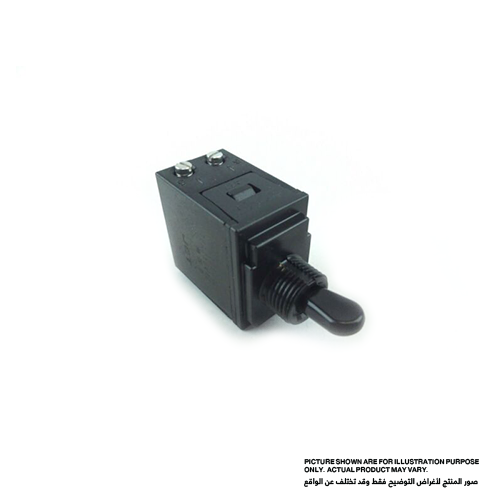 PICTURE SHOWN ARE FOR ILLUSTRATION PURPOSE
ONLY. ACTUAL PRODUCT MAY VARY.
صور المنتج لأغراض التوضيح فقط وقد تختلف عن الواقع